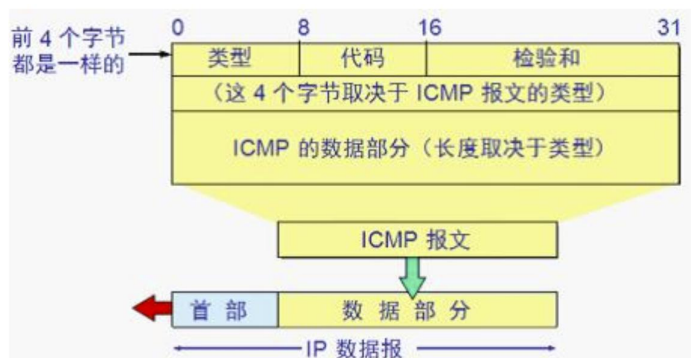 0 8 16 31
前 4 个字节
都是一样的
类型 代码 检验和
（这 4 个字节取决于 ICMP 报文的类型）
ICMP 的数据部分（长度取决于类型）
ICMP 报文
首 部 数 据 部 分
IP 数据报